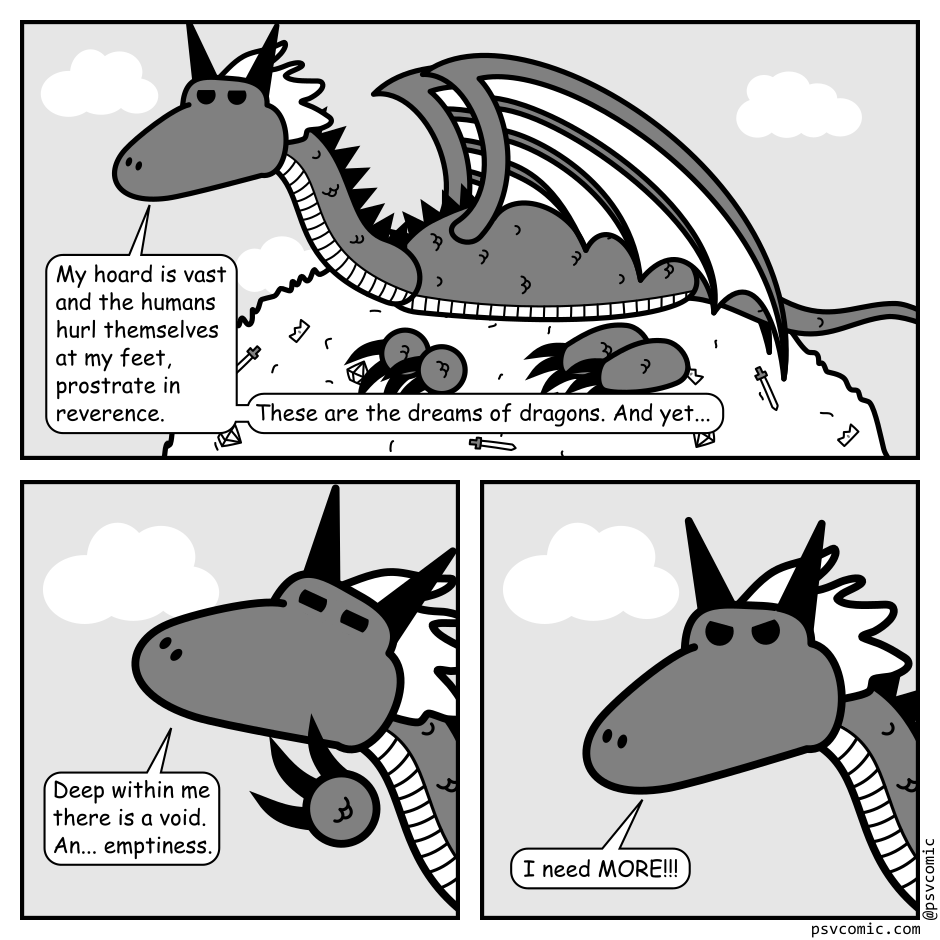 My hoard is vast
and the humans
hurl themselves
at my feet,
prostrate in
reverence.
These are the dreams of dragons. And yet...
Deep within me
there is a void.
An... emptiness.
I need MORE!!!
@psvcomic
psvcomic.com